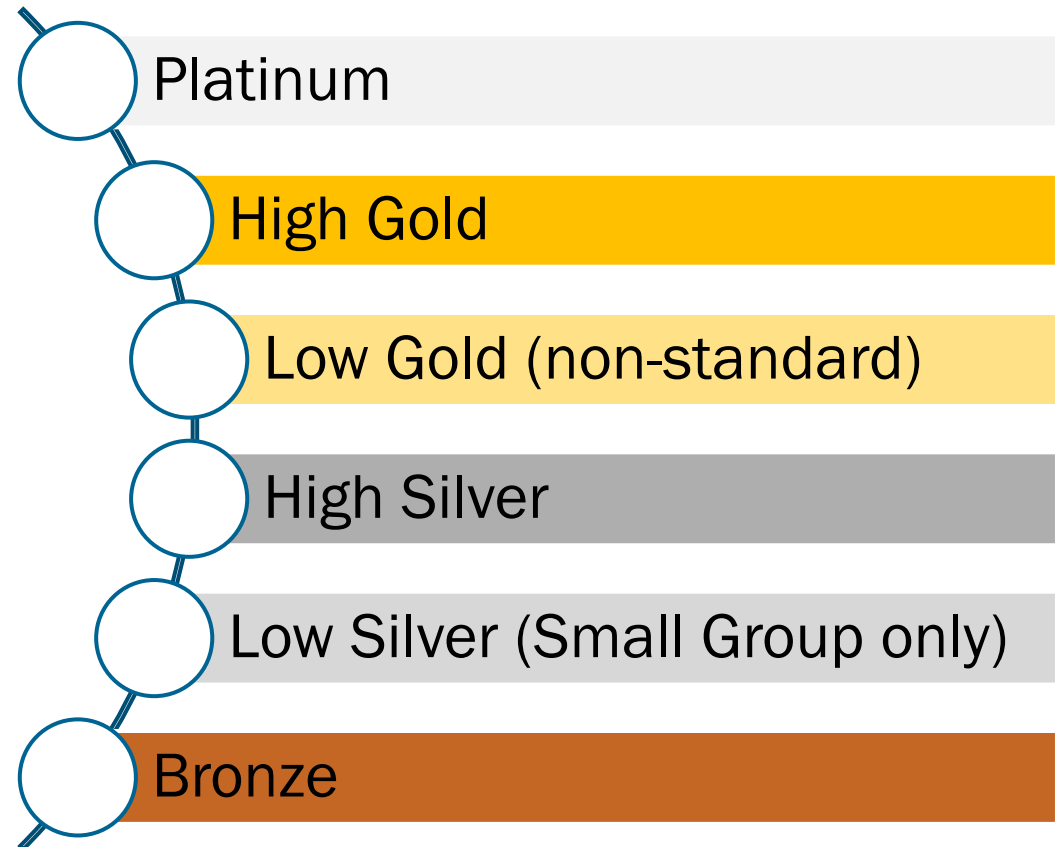 Platinum
High Gold
Low Gold (non-standard)
High Silver
Low Silver (Small Group only)
Bronze